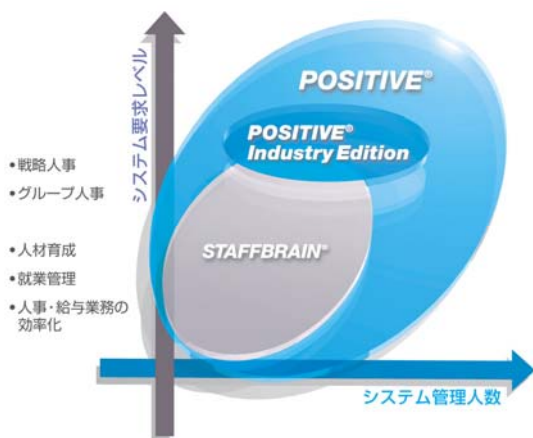 システム要求レベル
•戦略人事
•グループ人事
•人材育成
•就業管理
•人事・給与業務の
効率化
POSITIVE®
POSITIVE®
Industry Edition
STAFFBRAIN®
システム管理人数